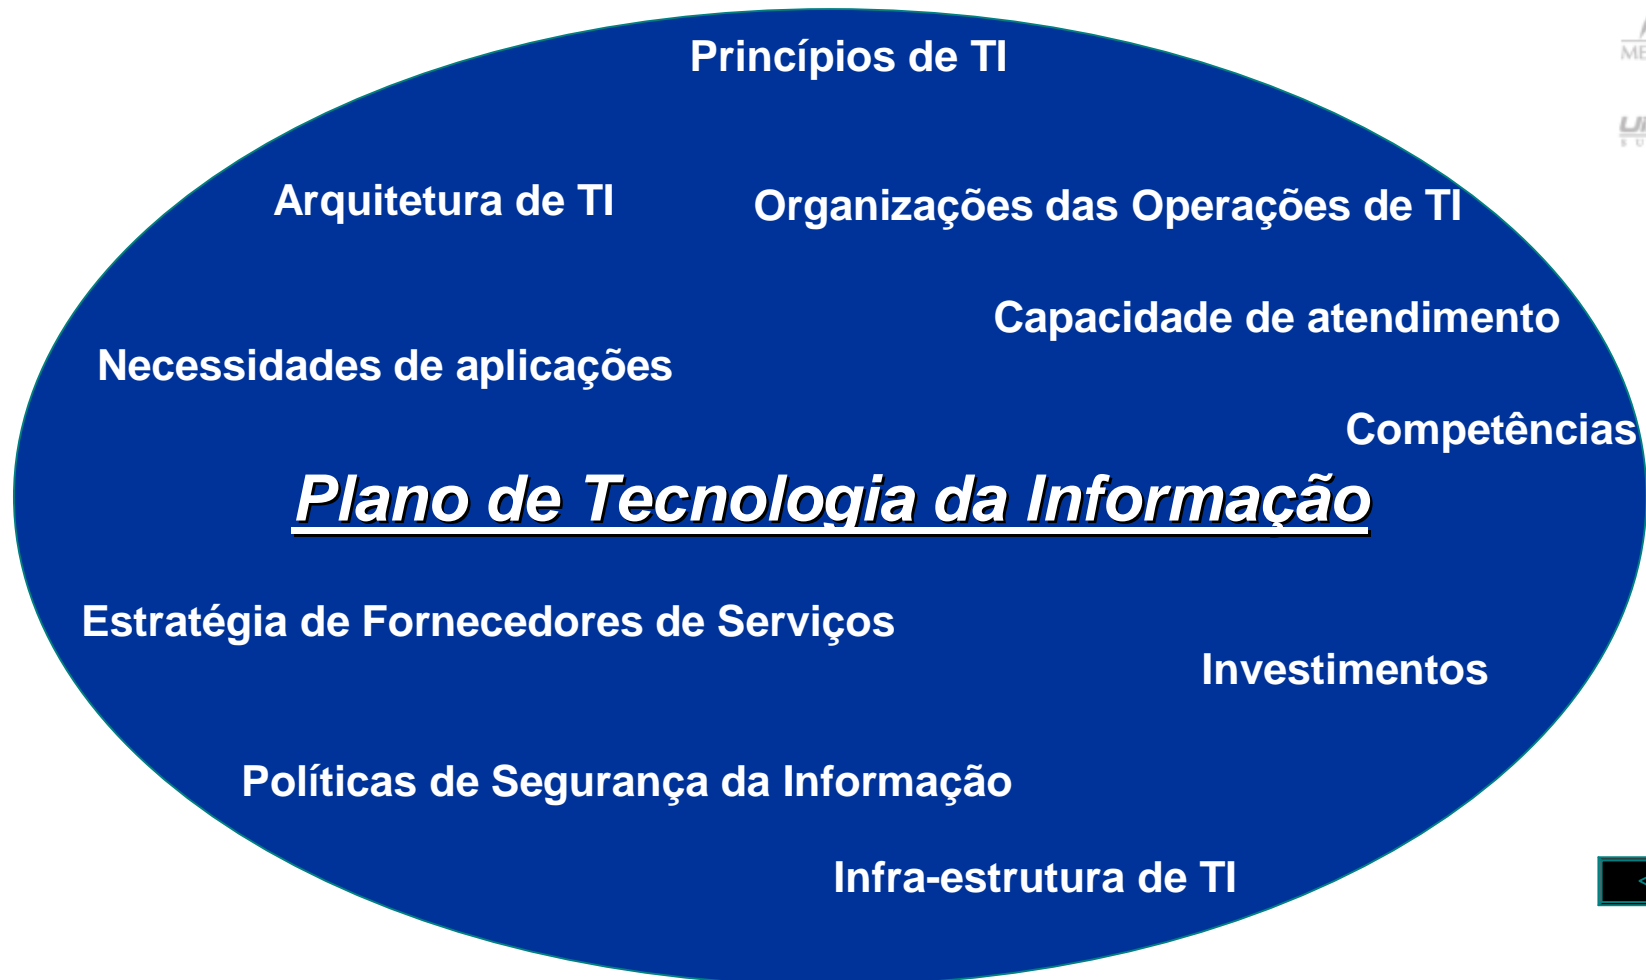 Princípios de TI
Arquitetura de TI
Organizações das Operações de TI
Capacidade de atendimento
Necessidades de aplicações
Competências
Plano de Tecnologia da Informação
Estratégia de Fornecedores de Serviços
Investimentos
Políticas de Segurança da Informação
Infra-estrutura de TI